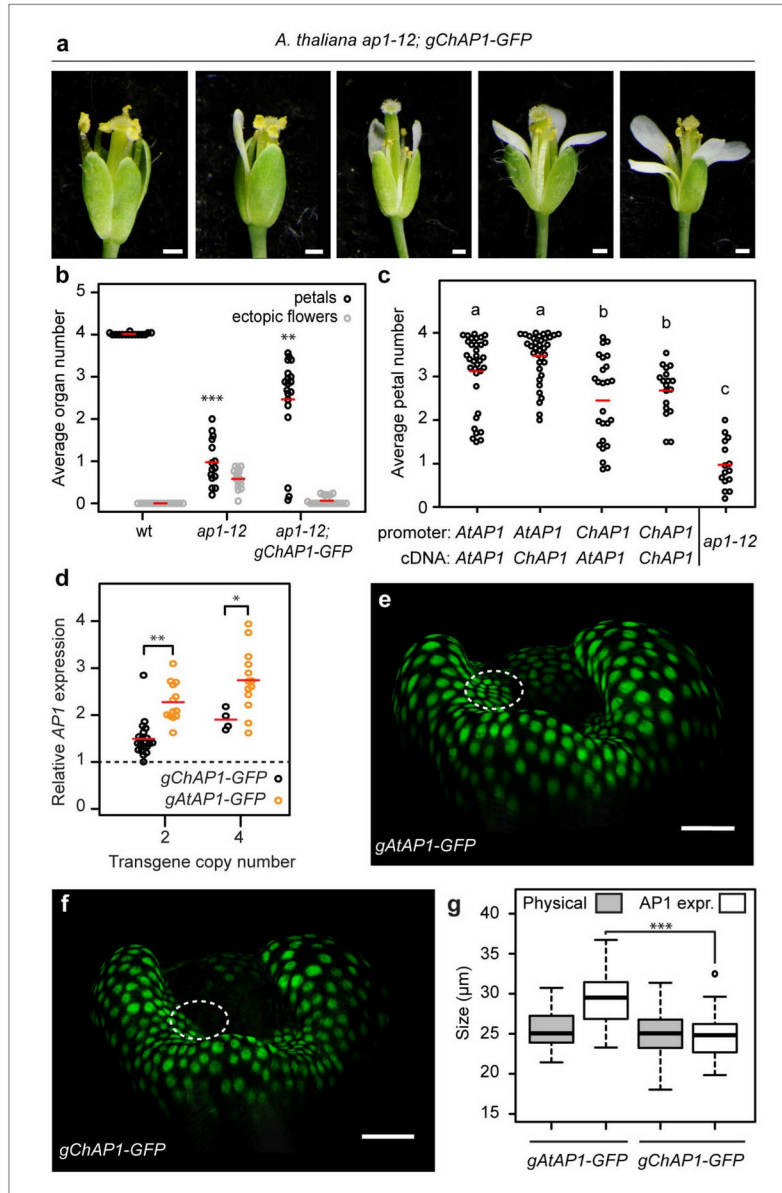 a
A. thaliana ap1-12; gChAP1-GFP
b
petals
ectopic flowers
**
***
Average organ number
4
3
2
1
0
wt
ap1-12
ap1-12;
gChAP1-GFP
c
a
a
b
b
c
Average petal number
4
3
2
1
0
promoter: AtAP1 AtAP1 ChAP1 ChAP1
cDNA: AtAP1 ChAP1 AtAP1 ChAP1
ap1-12
d
**
*
Relative AP1 expression
4
3
2
1
0
gChAP1-GFP
gAtAP1-GFP
2
4
Transgene copy number
e
gAtAP1-GFP
f
gChAP1-GFP
g
Physical
AP1 expr.
***
Size (µm)
40
35
30
25
20
15
gAtAP1-GFP
gChAP1-GFP